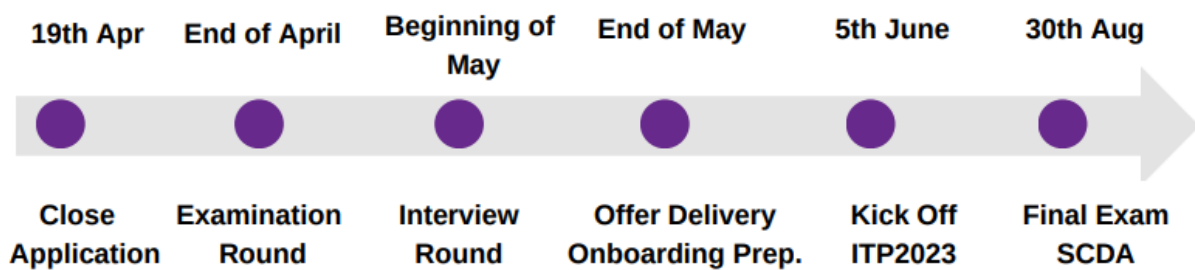 19th Apr
End of April
Beginning of
May
End of May
5th June
30th Aug
Close
Application
Examination
Round
Interview
Round
Offer Delivery
Onboarding Prep.
Kick Off
ITP2023
Final Exam
SCDA